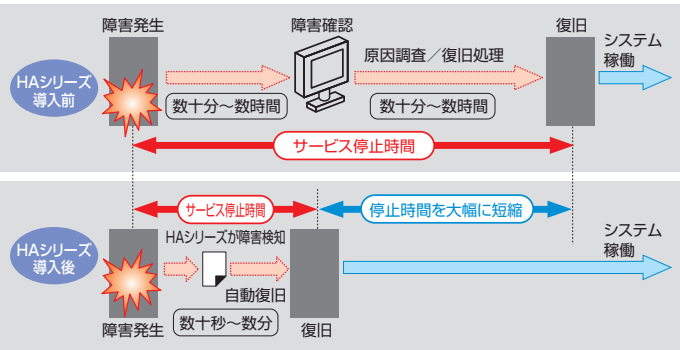 障害発生
障害確認
復旧
HAシリーズ
導入前
原因調査／復旧処理
システム
稼働
数十分～数時間
数十分～数時間
サービス停止時間
サービス停止時間
停止時間を大幅に短縮
HAシリーズ
導入後
HAシリーズが障害検知
システム
稼働
自動復旧
障害発生
数十秒～数分
復旧